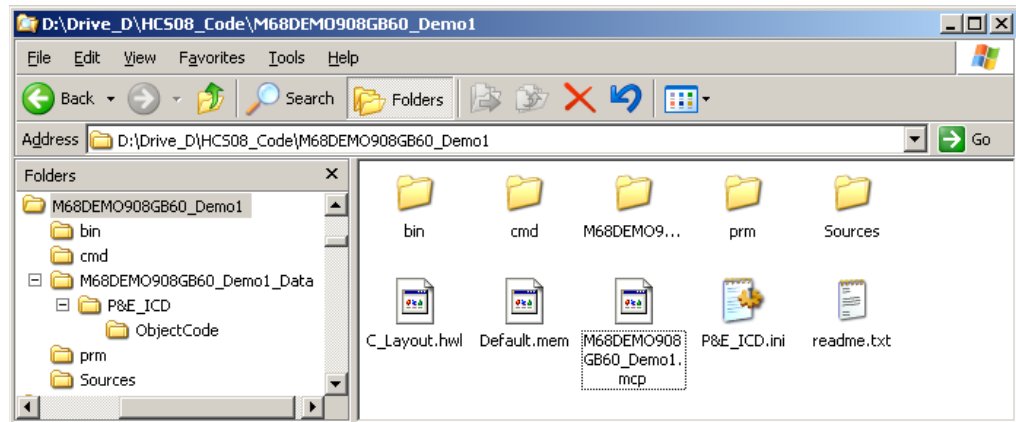 D:\Drive_D\HCS08_Code\M68DEMO908GB60_Demo1
File Edit View Favorites Tools Help
Back Search Folders
Address D:\Drive_D\HCS08_Code\M68DEMO908GB60_Demo1 Go
Folders
M68DEMO908GB60_Demo1
bin
cmd
M68DEMO908GB60_Demo1_Data
P&E_ICD
ObjectCode
prm
Sources
bin cmd M68DEMO9... prm Sources
C_Layout.hwl Default.mem M68DEMO908 P&E_ICD.ini readme.txt
GB60_Demo1.
mcp